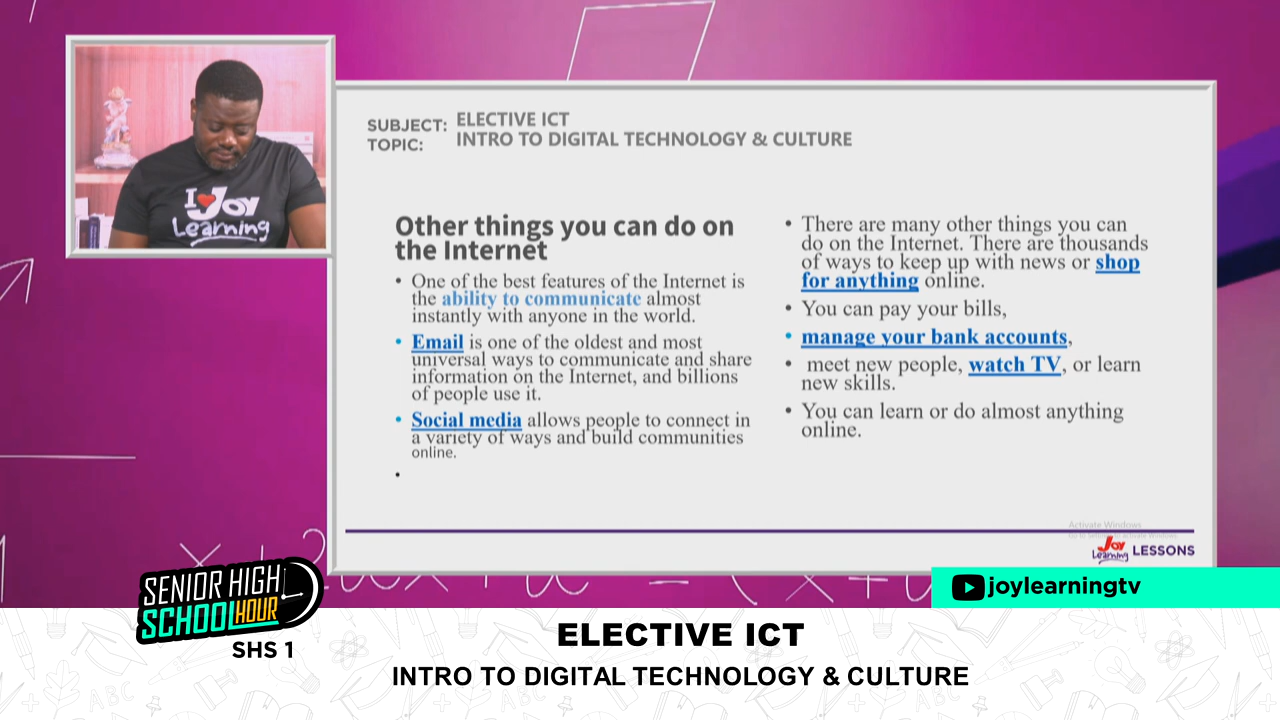 I Joy
Learning
SUBJECT: ELECTIVE ICT
TOPIC: INTRO TO DIGITAL TECHNOLOGY & CULTURE
Other things you can do on
the Internet
• One of the best features of the Internet is
the ability to communicate almost
instantly with anyone in the world.
• Email is one of the oldest and most
universal ways to communicate and share
information on the Internet, and billions
of people use it.
• Social media allows people to connect in
a variety of ways and build communities
online.
•
• There are many other things you can
do on the Internet. There are thousands
of ways to keep up with news or shop
for anything online.
• You can pay your bills,
• manage your bank accounts,
• meet new people, watch TV, or learn
new skills.
• You can learn or do almost anything
online.
Activate Windows
Joy
Learning LESSONS
joylearningtv
SENIOR HIGH
SCHOOL HOUR
SHS 1
ELECTIVE ICT
INTRO TO DIGITAL TECHNOLOGY & CULTURE